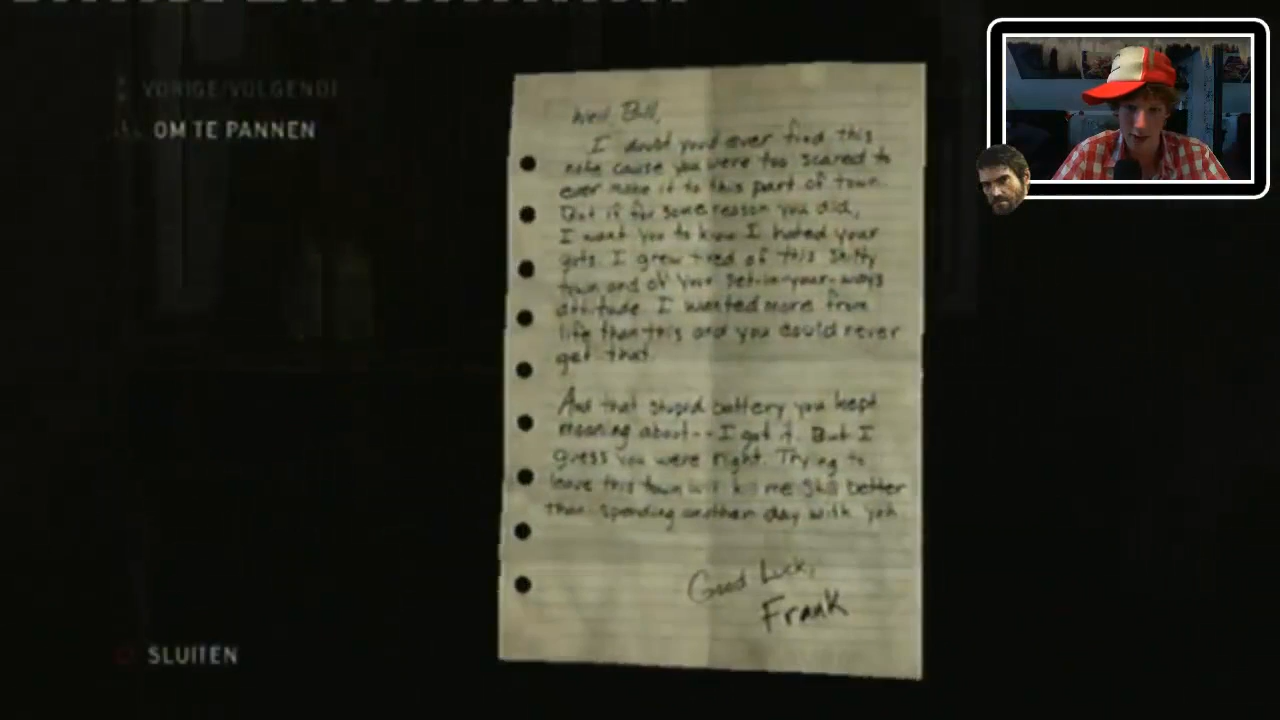 VORIGE/VOLGENDE
OM TE PANNEN
Well, Bill,
I doubt you'd ever find this
note cause you were too scared to
ever make it to this part of town.
But if for some reason you did,
I want you to know I hated your
guts. I grew tired of this shitty
town and of your set-in-your-ways
attitude. I wanted more from
life than this and you could never
get that.
And that stupid battery you kept
moaning about--I got it. But I
guess you were right. Trying to
leave this town will kill me. Still better
than spending another day with you.
Good Luck,
Frank
SLUITEN